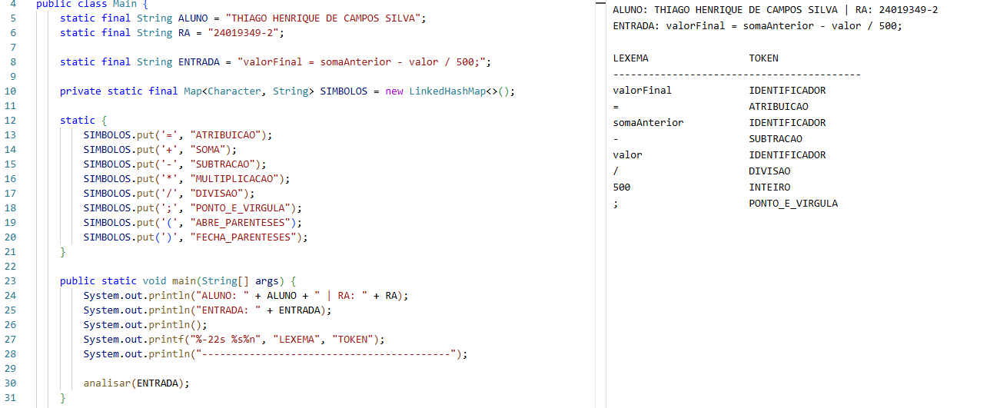 4 public class Main {
5 static final String ALUNO = "THIAGO HENRIQUE DE CAMPOS SILVA";
6 static final String RA = "24019349-2";
7
8 static final String ENTRADA = "valorFinal = somaAnterior - valor / 500;";
9
10 private static final Map<Character, String> SIMBOLOS = new LinkedHashMap<>();
11
12 static {
13 SIMBOLOS.put('=', "ATRIBUICAO");
14 SIMBOLOS.put('+', "SOMA");
15 SIMBOLOS.put('-', "SUBTRACAO");
16 SIMBOLOS.put('*', "MULTIPLICACAO");
17 SIMBOLOS.put('/', "DIVISAO");
18 SIMBOLOS.put(';', "PONTO_E_VIRGULA");
19 SIMBOLOS.put('(', "ABRE_PARENTESES");
20 SIMBOLOS.put(')', "FECHA_PARENTESES");
21 }
22
23 public static void main(String[] args) {
24 System.out.println("ALUNO: " + ALUNO + " | RA: " + RA);
25 System.out.println("ENTRADA: " + ENTRADA);
26 System.out.println();
27 System.out.printf("%-22s %s%n", "LEXEMA", "TOKEN");
28 System.out.println("------------------------------------------");
29
30 analisar(ENTRADA);
31 }
ALUNO: THIAGO HENRIQUE DE CAMPOS SILVA | RA: 24019349-2
ENTRADA: valorFinal = somaAnterior - valor / 500;
LEXEMA TOKEN
------------------------------------------
valorFinal IDENTIFICADOR
= ATRIBUICAO
somaAnterior IDENTIFICADOR
- SUBTRACAO
valor IDENTIFICADOR
/ DIVISAO
500 INTEIRO
; PONTO_E_VIRGULA